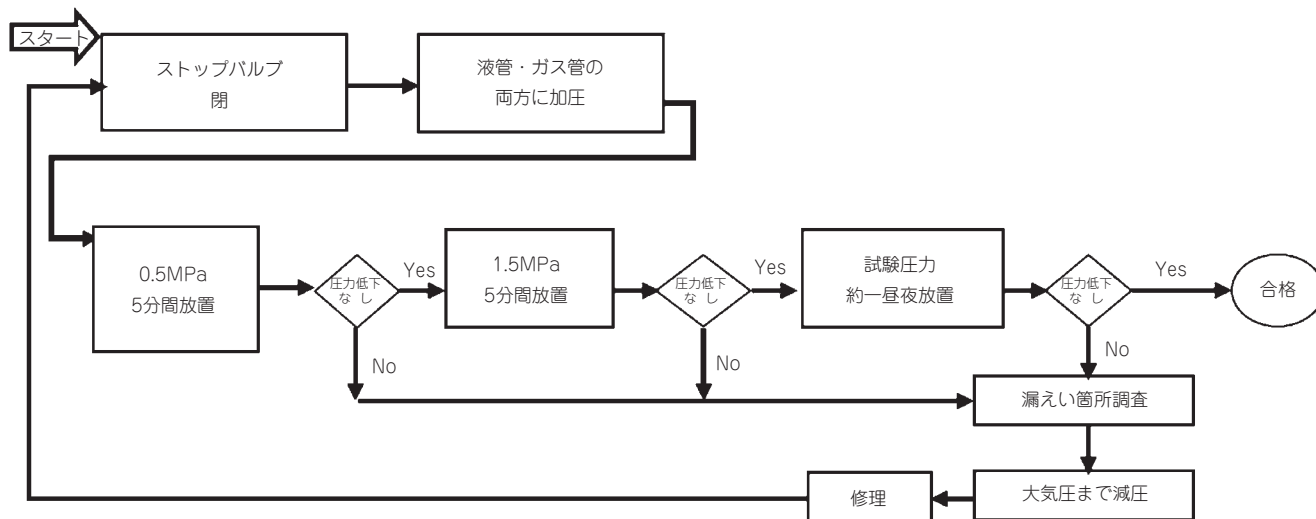 スタート
ストップバルブ
閉
液管・ガス管の
両方に加圧
0.5MPa
5分間放置
圧力低下
なし
Yes
No
1.5MPa
5分間放置
圧力低下
なし
Yes
No
試験圧力
約一昼夜放置
圧力低下
なし
Yes
No
合格
漏えい箇所調査
大気圧まで減圧
修理